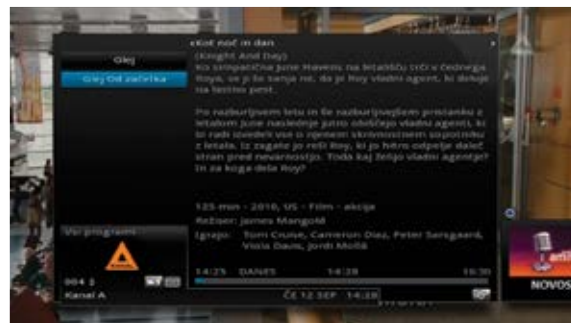 Kot noč in dan
Glej
(Knight And Day)
Glej Od začetka
Ko simpatična June Havens na letališču trči v čednega
Roya, se ji še sanja ne, da je Roy vladni agent, ki deluje
na lastno pest.
Po razburljivem letu in še razburljivejšem pristanku z
letalom June naslednje jutro obiščejo vladni agenti, ki
bi radi izvedeli vse o njenem skrivnostnem sopotniku
z letala. Iz zagate jo reši Roy, ki jo hitro odpelje daleč
stran pred nevarnostjo. Toda kaj želijo vladni agentje?
In za koga dela Roy?
125 min - 2010, US - Film - akcija
Režiser: James Mangold
Igrajo: Tom Cruise, Cameron Diaz, Peter Sarsgaard,
Viola Davis, Jordi Mollà
Vsi programi
14:25 DANES 14:28 16:30
004
Kanal A
ČE 12 SEP 14:28
NOVOS